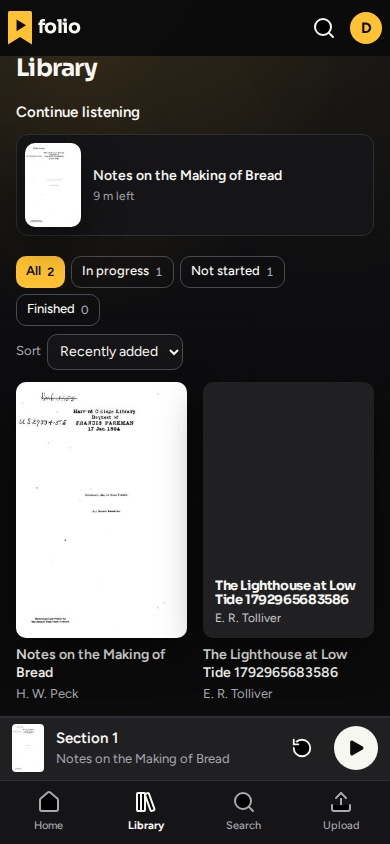 folio
D
Library
Continue listening
Notes on the Making of Bread
9 m left
All 2
In progress 1
Not started 1
Finished 0
Sort
Recently added
Harvard College Library
Bequest of
FRANCIS PARKMAN
17 Jan. 1894
The Lighthouse at Low
Tide 1792965683586
E. R. Tolliver
Notes on the Making of
Bread
H. W. Peck
The Lighthouse at Low
Tide 1792965683586
E. R. Tolliver
Section 1
Notes on the Making of Bread
Home
Library
Search
Upload